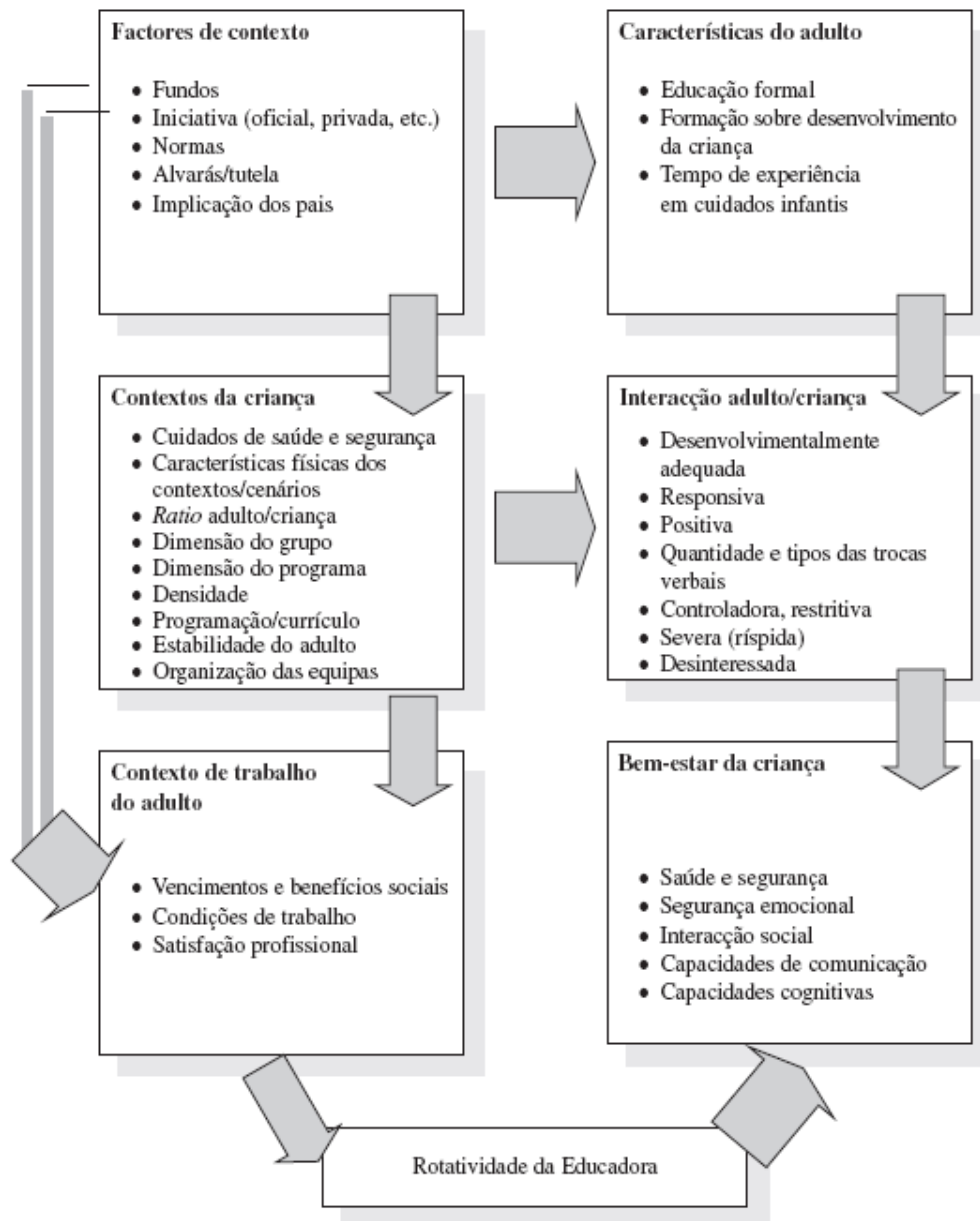 Factores de contexto
• Fundos
• Iniciativa (oficial, privada, etc.)
• Normas
• Alvarás/tutela
• Implicação dos pais
Características do adulto
• Educação formal
• Formação sobre desenvolvimento
da criança
• Tempo de experiência
em cuidados infantis
Contextos da criança
• Cuidados de saúde e segurança
• Características físicas dos
contextos/cenários
• Ratio adulto/criança
• Dimensão do grupo
• Dimensão do programa
• Densidade
• Programação/currículo
• Estabilidade do adulto
• Organização das equipas
Interacção adulto/criança
• Desenvolvimentalmente
adequada
• Responsiva
• Positiva
• Quantidade e tipos das trocas
verbais
• Controladora, restritiva
• Severa (ríspida)
• Desinteressada
Contexto de trabalho
do adulto
• Vencimentos e benefícios sociais
• Condições de trabalho
• Satisfação profissional
Bem-estar da criança
• Saúde e segurança
• Segurança emocional
• Interacção social
• Capacidades de comunicação
• Capacidades cognitivas
Rotatividade da Educadora